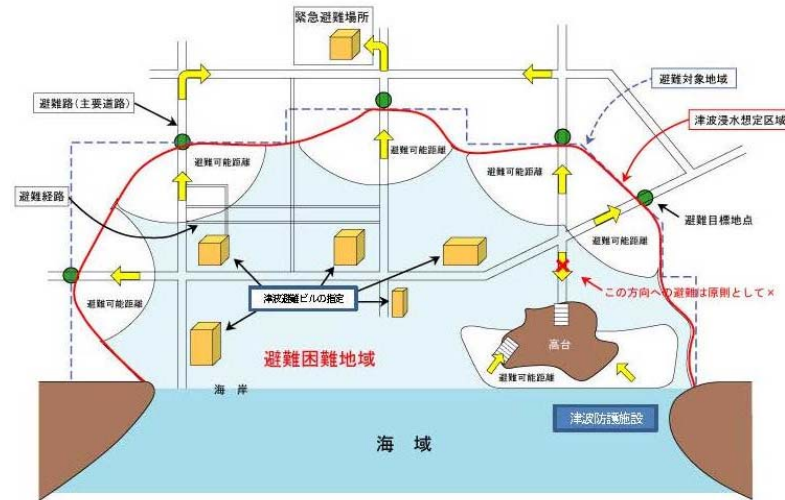 緊急避難場所
避難対象地域
避難路(主要道路)
津波浸水想定区域
避難可能距離
避難可能距離
避難可能距離
避難経路
避難目標地点
避難可能距離
津波避難ビルの指定
避難可能距離
この方向への避難は原則として×
高台
避難困難地域
避難可能距離
海岸
津波防護施設
海域